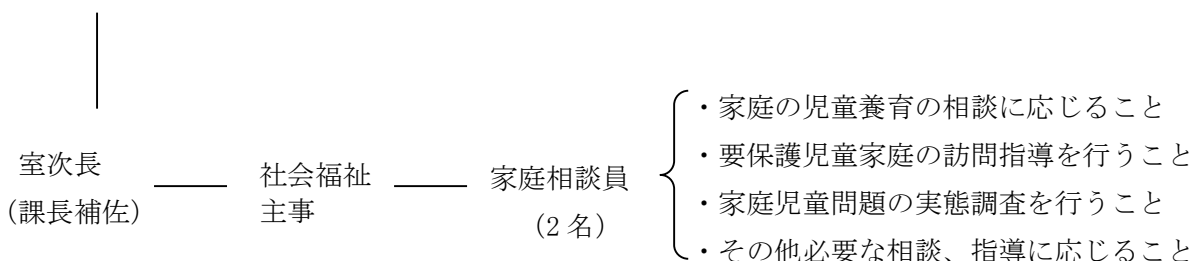 室次長
(課長補佐)
社会福祉
主事
家庭相談員
(2 名)
・家庭の児童養育の相談に応じること
・要保護児童家庭の訪問指導を行うこと
・家庭児童問題の実態調査を行うこと
・その他必要な相談、指導に応じること